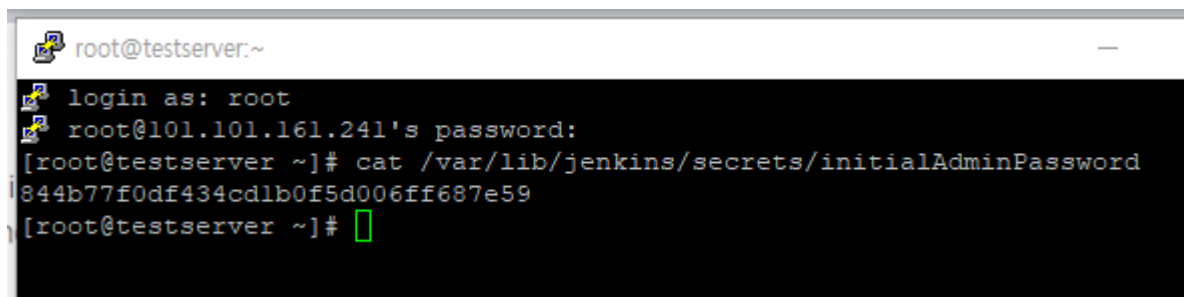 root@testserver:~
login as: root
root@101.101.161.241's password:
[root@testserver ~]# cat /var/lib/jenkins/secrets/initialAdminPassword
844b77f0df434cd1b0f5d006ff687e59
[root@testserver ~]#